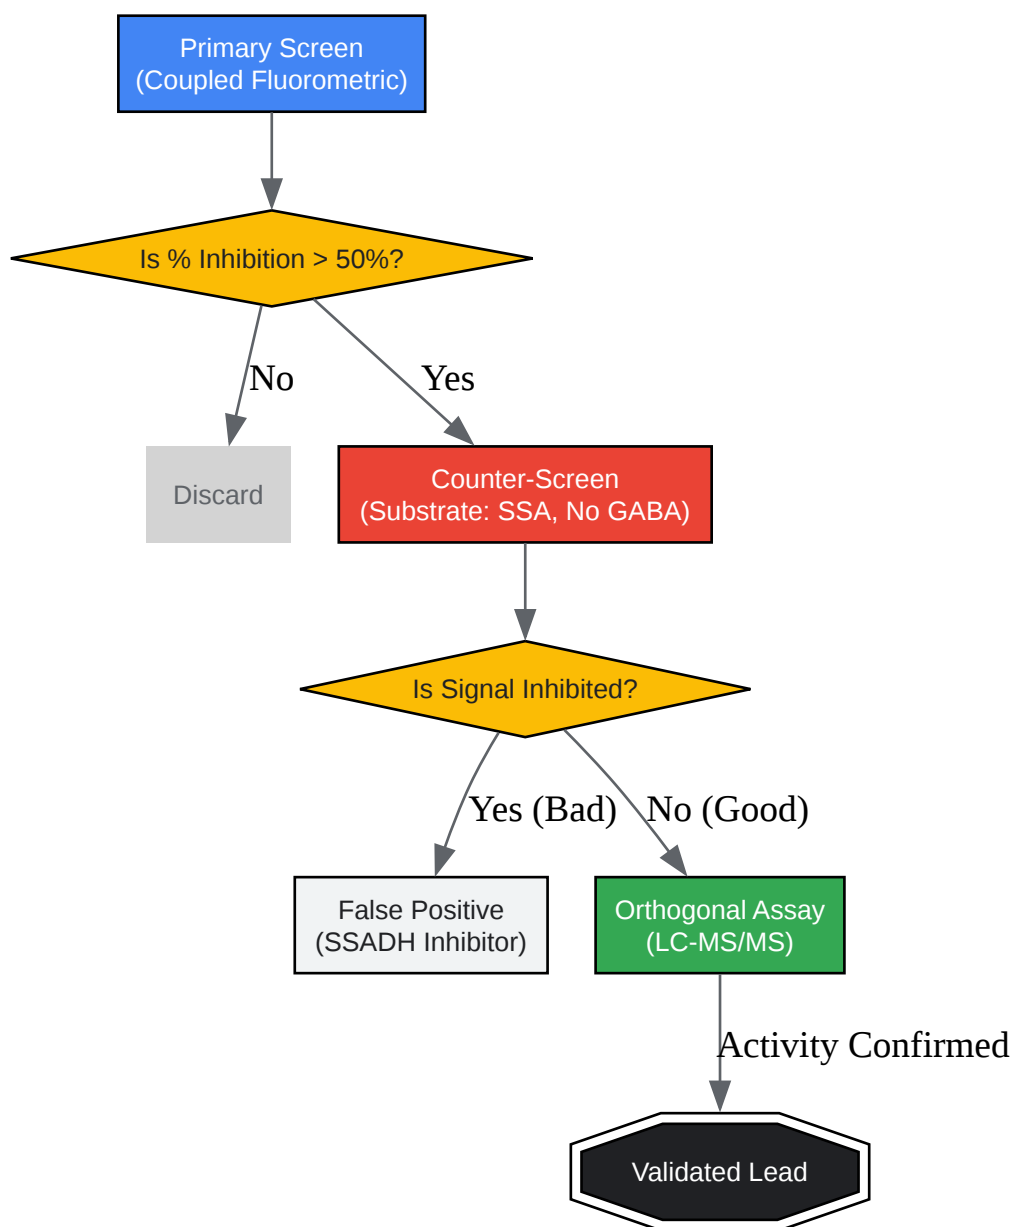 Primary Screen
(Coupled Fluorometric)
Is % Inhibition > 50%?
No
Yes
Discard
Counter-Screen
(Substrate: SSA, No GABA)
Is Signal Inhibited?
Yes (Bad)
No (Good)
False Positive
(SSADH Inhibitor)
Orthogonal Assay
(LC-MS/MS)
Activity Confirmed
Validated Lead